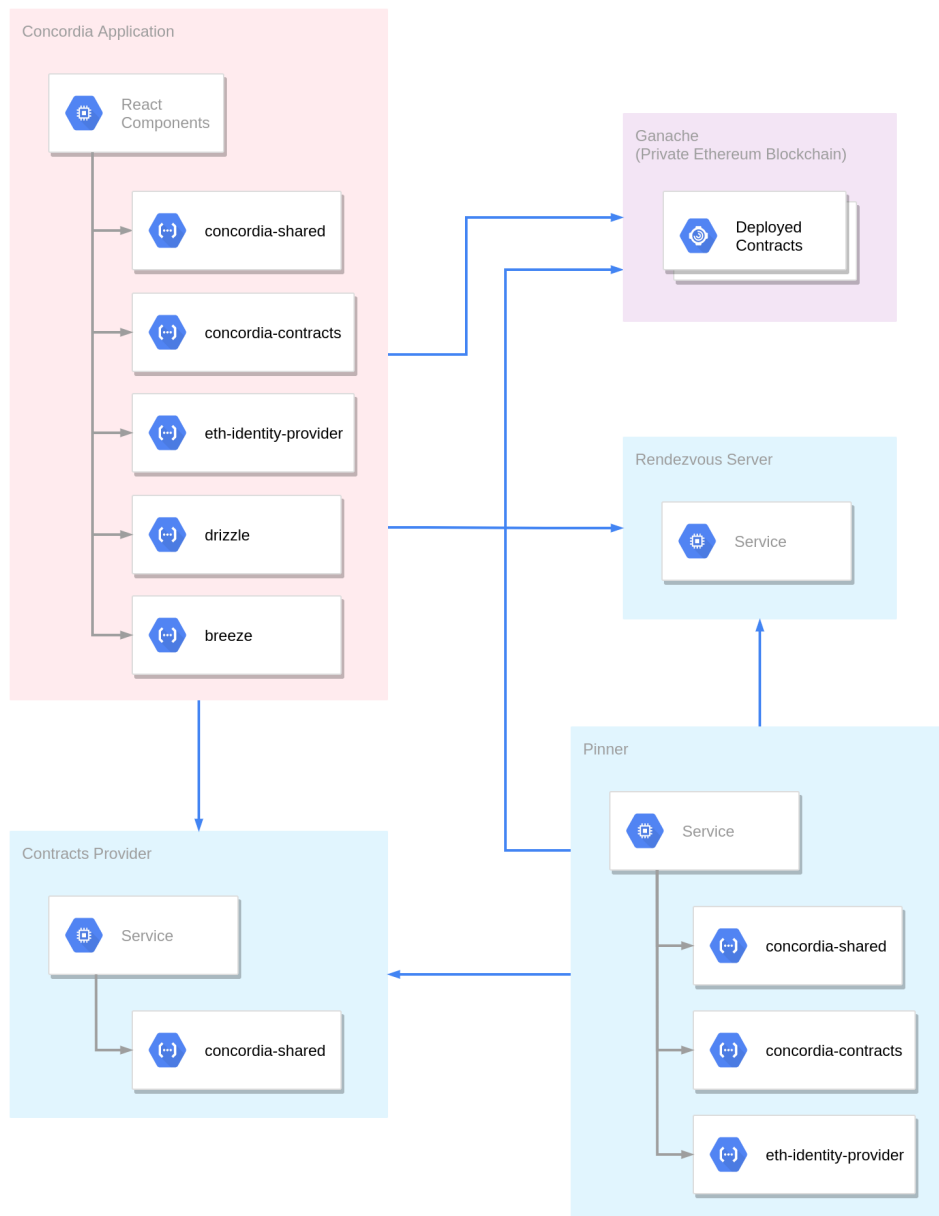 Concordia Application
React
Components
concordia-shared
concordia-contracts
eth-identity-provider
drizzle
breeze
Ganache
(Private Ethereum Blockchain)
Deployed
Contracts
Rendezvous Server
Service
Contracts Provider
Service
concordia-shared
Pinner
Service
concordia-shared
concordia-contracts
eth-identity-provider